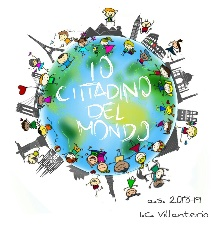 IO
CITTADINO
DEL
MONDO
a.s. 2018-19
I.C. Villanterio